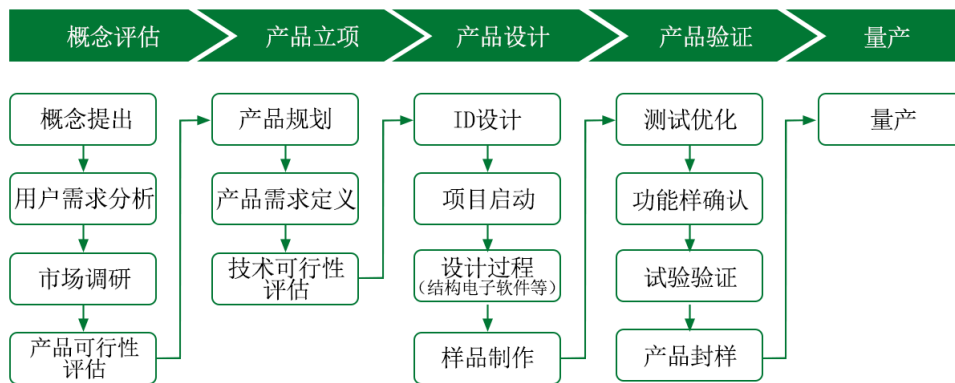 概念评估
产品立项
产品设计
产品验证
量产
概念提出
用户需求分析
市场调研
产品可行性
评估
产品规划
产品需求定义
技术可行性
评估
ID设计
项目启动
设计过程
(结构电子软件等)
样品制作
测试优化
功能样确认
试验验证
产品封样
量产